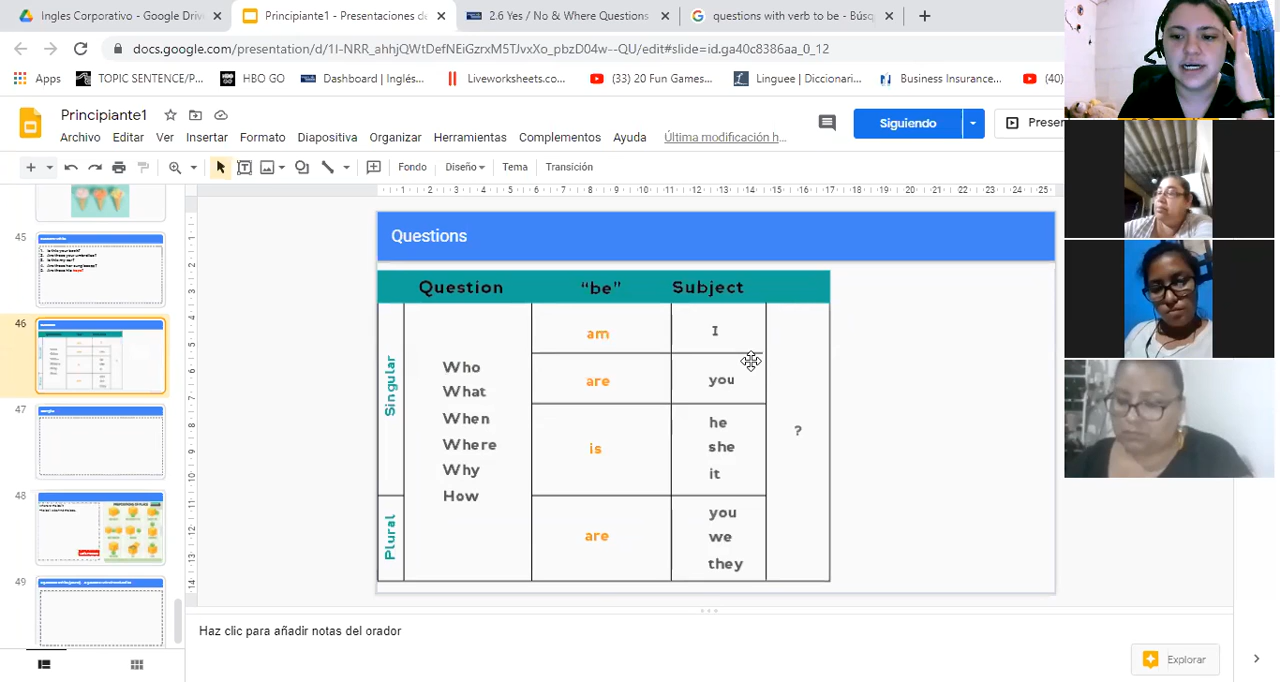 Ingles Corporativo - Google Driv
Principiante1 - Presentaciones de
2.6 Yes / No & Where Questions
questions with verb to be - Búsq
docs.google.com/presentation/d/1I-NRR_ahhjQWtDefNEiGzrxM5TJvxXo_pbzD04w--QU/edit#slide=id.ga40c8386aa_0_12
Apps
TOPIC SENTENCE/P...
HBO GO
Dashboard | Inglés...
Liveworksheets.co...
(33) 20 Fun Games...
Linguee | Diccionari...
Business Insurance...
(40)
Principiante1
Archivo Editar Ver Insertar Formato Diapositiva Organizar Herramientas Complementos Ayuda Última modificación h...
Siguiendo
Presen
Fondo Diseño Tema Transición
45
46
47
48
49
Questions
Question "be" Subject
Singular
Who
What
When
Where
Why
How
am I
are you
is
he
she
it
?
Plural
are
you
we
they
Haz clic para añadir notas del orador
Explorar